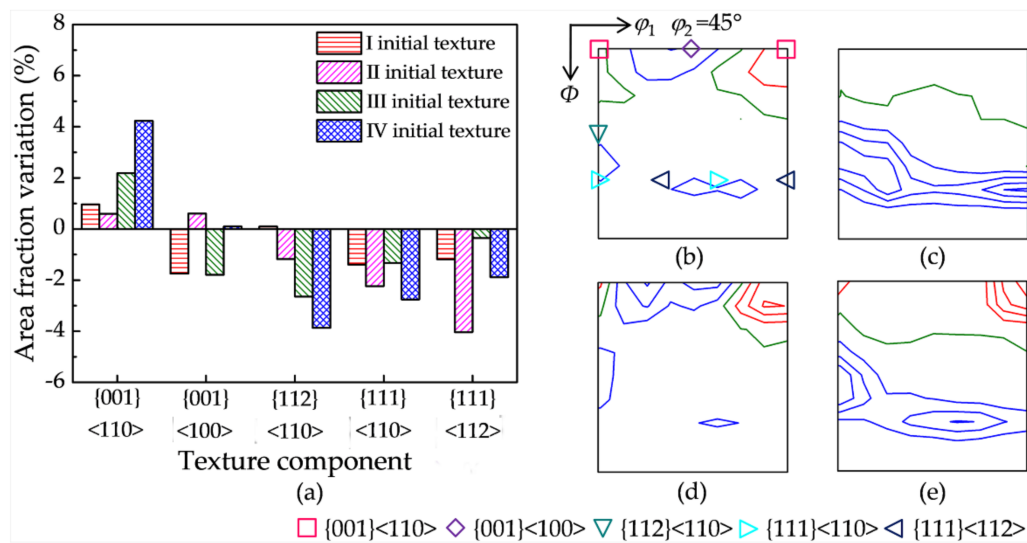 Area fraction variation (%)
8
6
4
2
0
-2
-4
-6
I initial texture
II initial texture
III initial texture
IV initial texture
{001} {001} {112} {111} {111}
<110> <100> <110> <110> <112>
Texture component
(a)
φ₁ φ₂=45°
Φ
(b)
(c)
(d)
(e)
{001}<110> {001}<100> {112}<110> {111}<110> {111}<112>